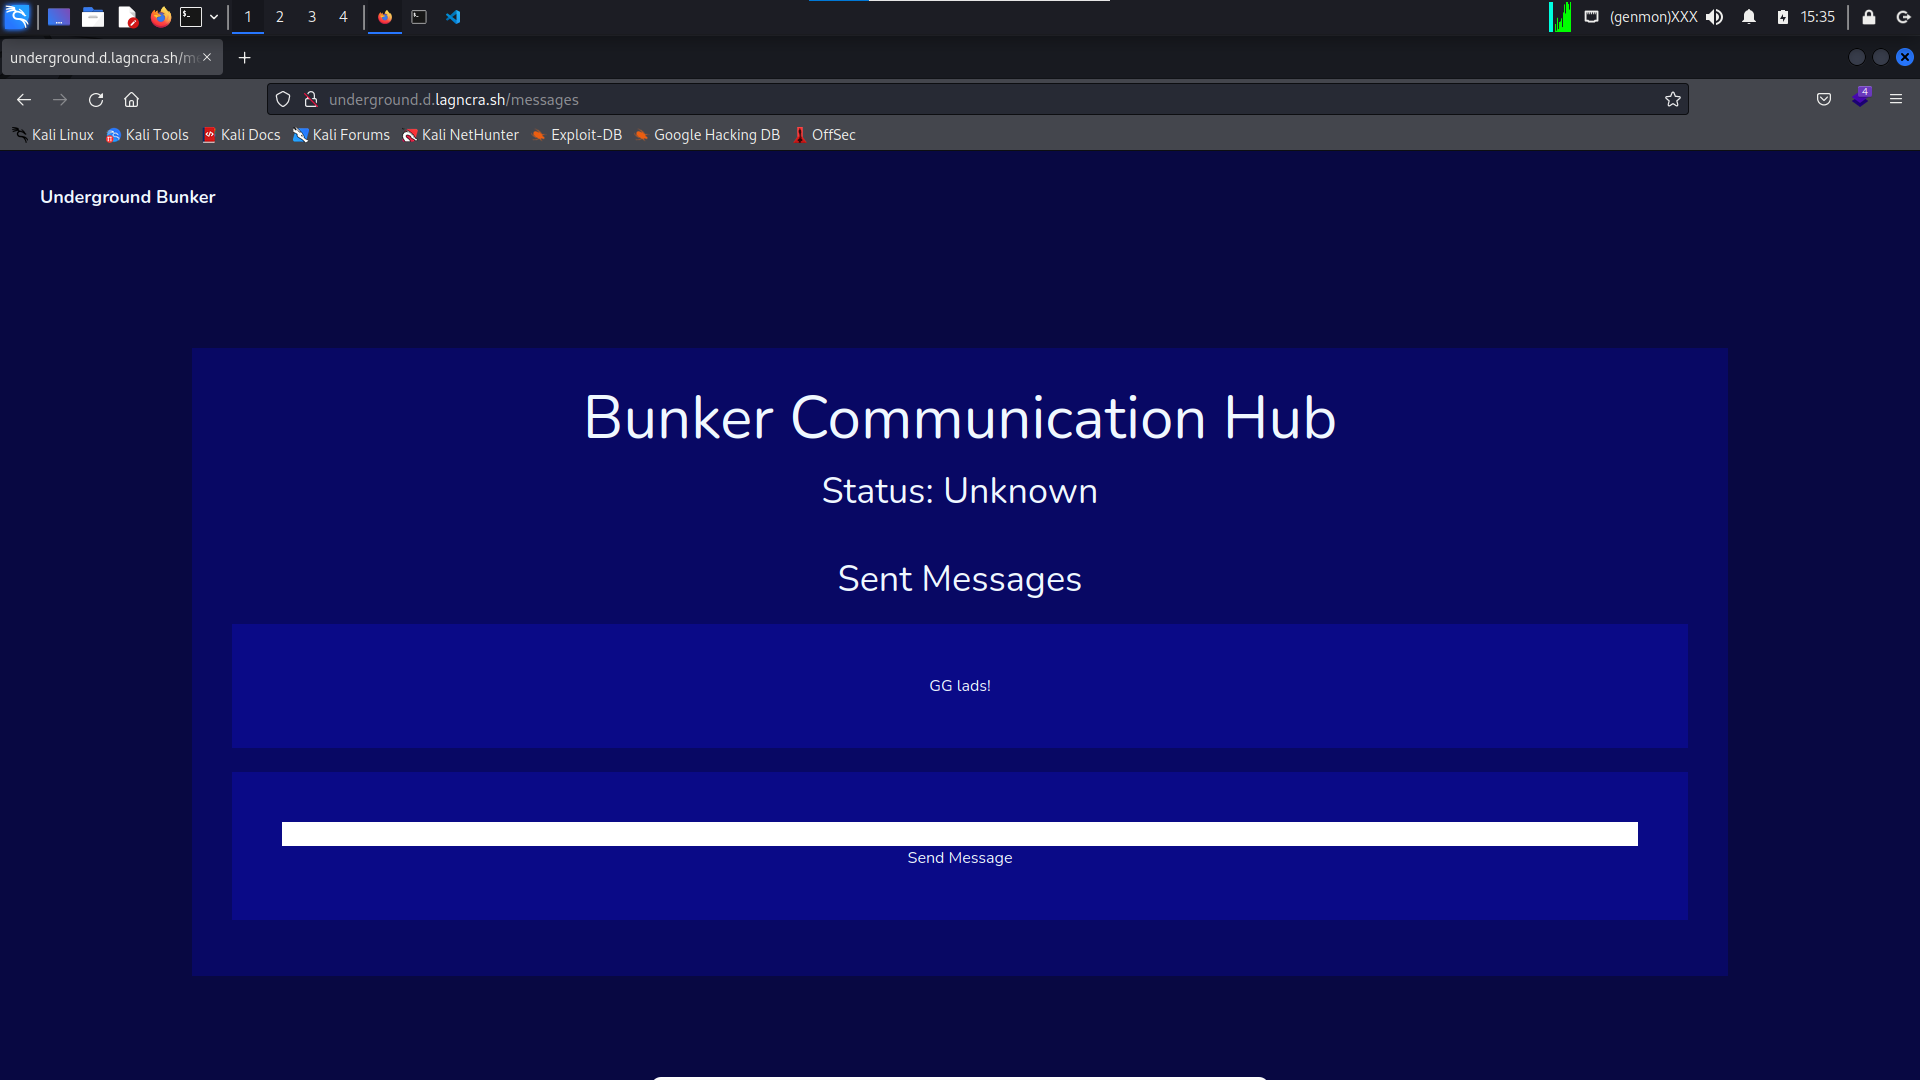 1 2 3 4 (genmon)XXX 15:35
underground.d.lagncra.sh/m
underground.d.lagncra.sh/messages 4
Kali Linux Kali Tools Kali Docs Kali Forums Kali NetHunter Exploit-DB Google Hacking DB OffSec
Underground Bunker
Bunker Communication Hub
Status: Unknown
Sent Messages
GG lads!
Send Message